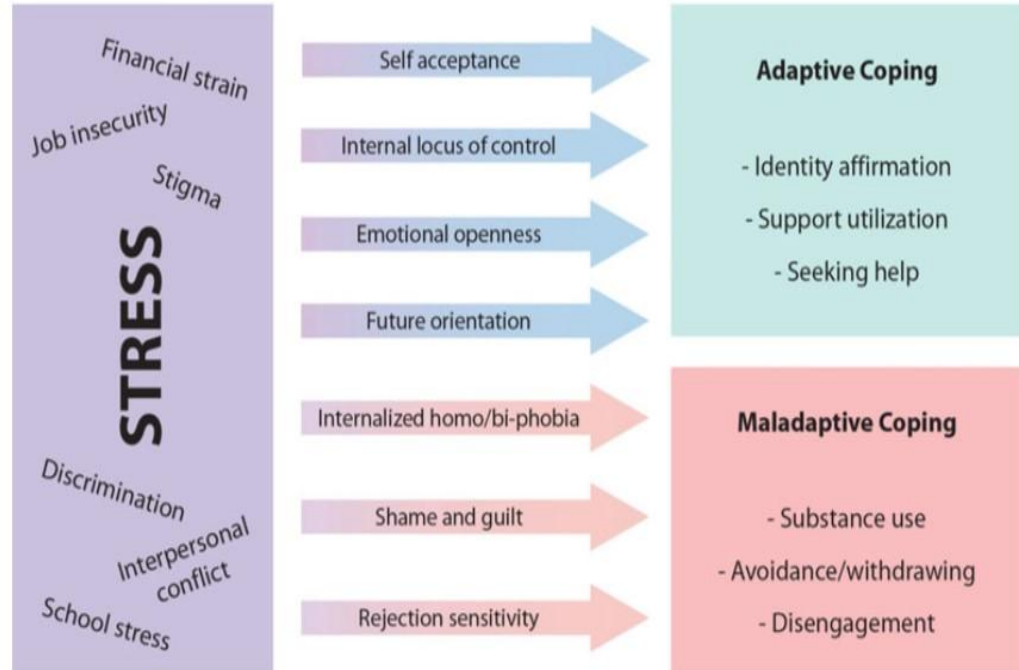 Financial strain
Job insecurity
Stigma
STRESS
Discrimination
Interpersonal
conflict
School stress
Self acceptance
Internal locus of control
Emotional openness
Future orientation
Internalized homo/bi-phobia
Shame and guilt
Rejection sensitivity
Adaptive Coping
- Identity affirmation
- Support utilization
- Seeking help
Maladaptive Coping
- Substance use
- Avoidance/withdrawing
- Disengagement